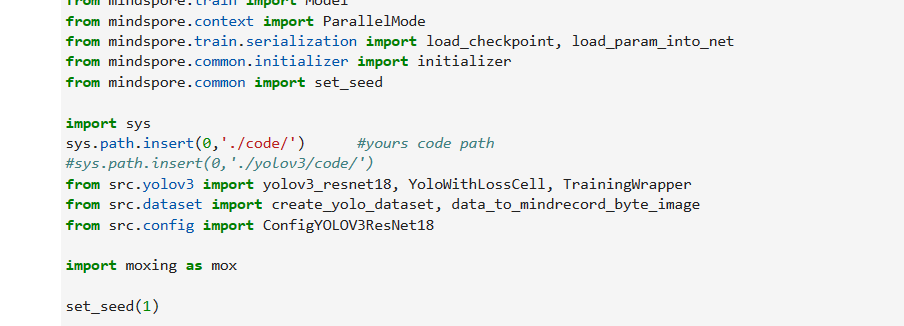 from mindspore.train import Model
from mindspore.context import ParallelMode
from mindspore.train.serialization import load_checkpoint, load_param_into_net
from mindspore.common.initializer import initializer
from mindspore.common import set_seed
import sys
sys.path.insert(0,'./code/')      #yours code path
#sys.path.insert(0,'./yolov3/code/')
from src.yolov3 import yolov3_resnet18, YoloWithLossCell, TrainingWrapper
from src.dataset import create_yolo_dataset, data_to_mindrecord_byte_image
from src.config import ConfigYOLOV3ResNet18
import moxing as mox
set_seed(1)